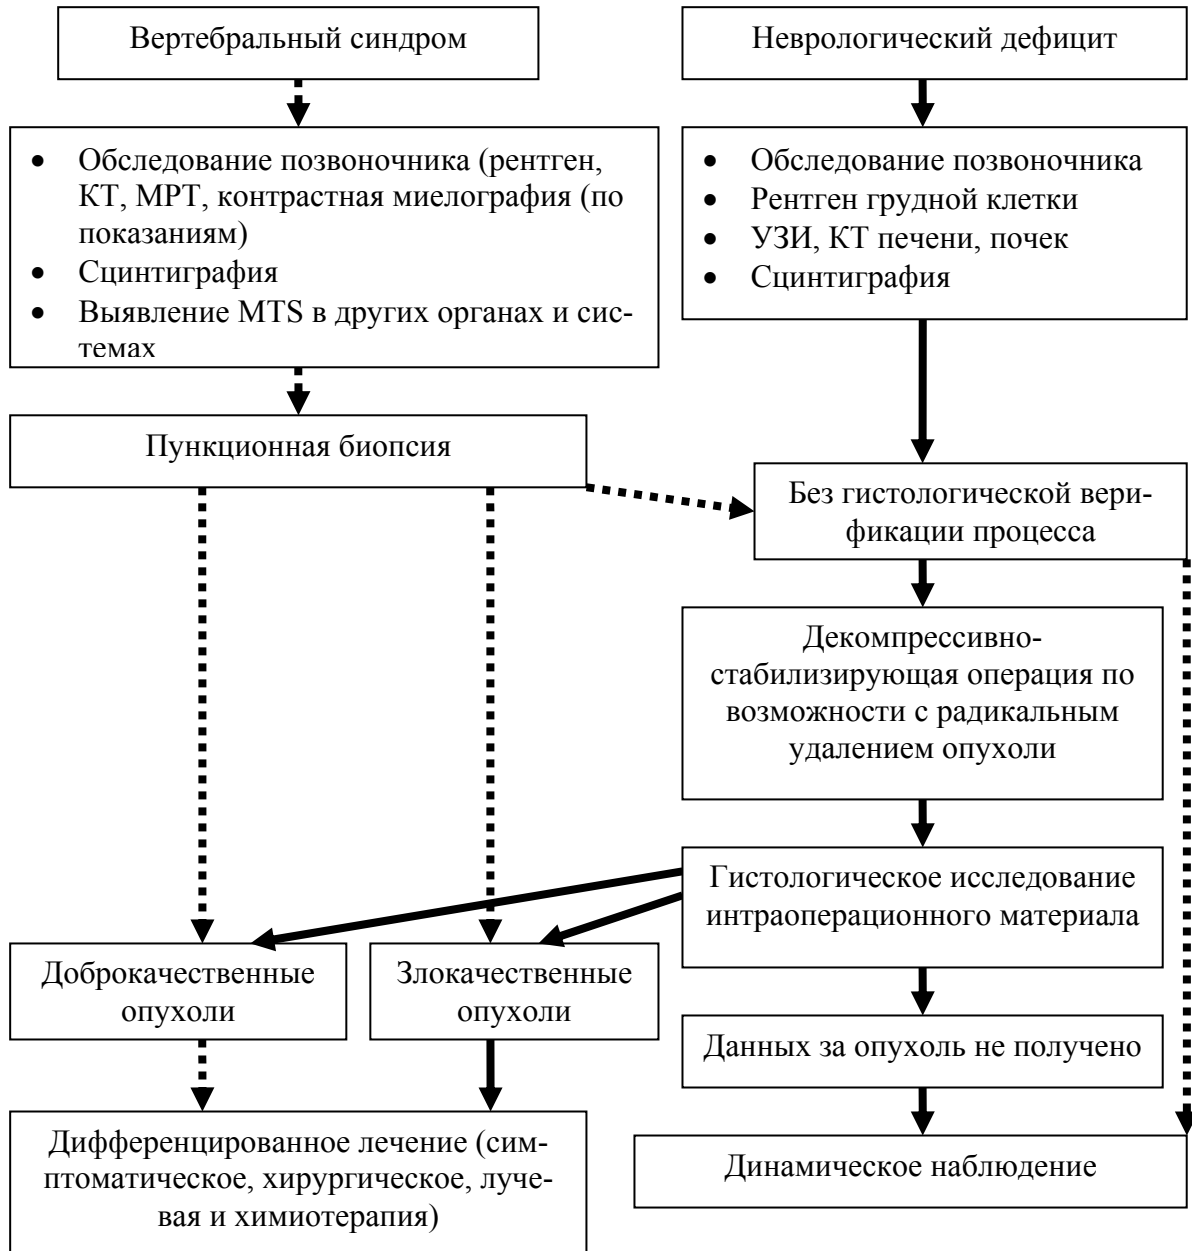 Вертебральный синдром
Неврологический дефицит
• Обследование позвоночника (рентген,
КТ, МРТ, контрастная миелография (по
показаниям)
• Сцинтиграфия
• Выявление MTS в других органах и сис-
темах
• Обследование позвоночника
• Рентген грудной клетки
• УЗИ, КТ печени, почек
• Сцинтиграфия
Пункционная биопсия
Без гистологической вери-
фикации процесса
Декомпрессивно-
стабилизирующая операция по
возможности с радикальным
удалением опухоли
Гистологическое исследование
интраоперационного материала
Доброкачественные
опухоли
Злокачественные
опухоли
Данных за опухоль не получено
Дифференцированное лечение (сим-
птоматическое, хирургическое, луче-
вая и химиотерапия)
Динамическое наблюдение